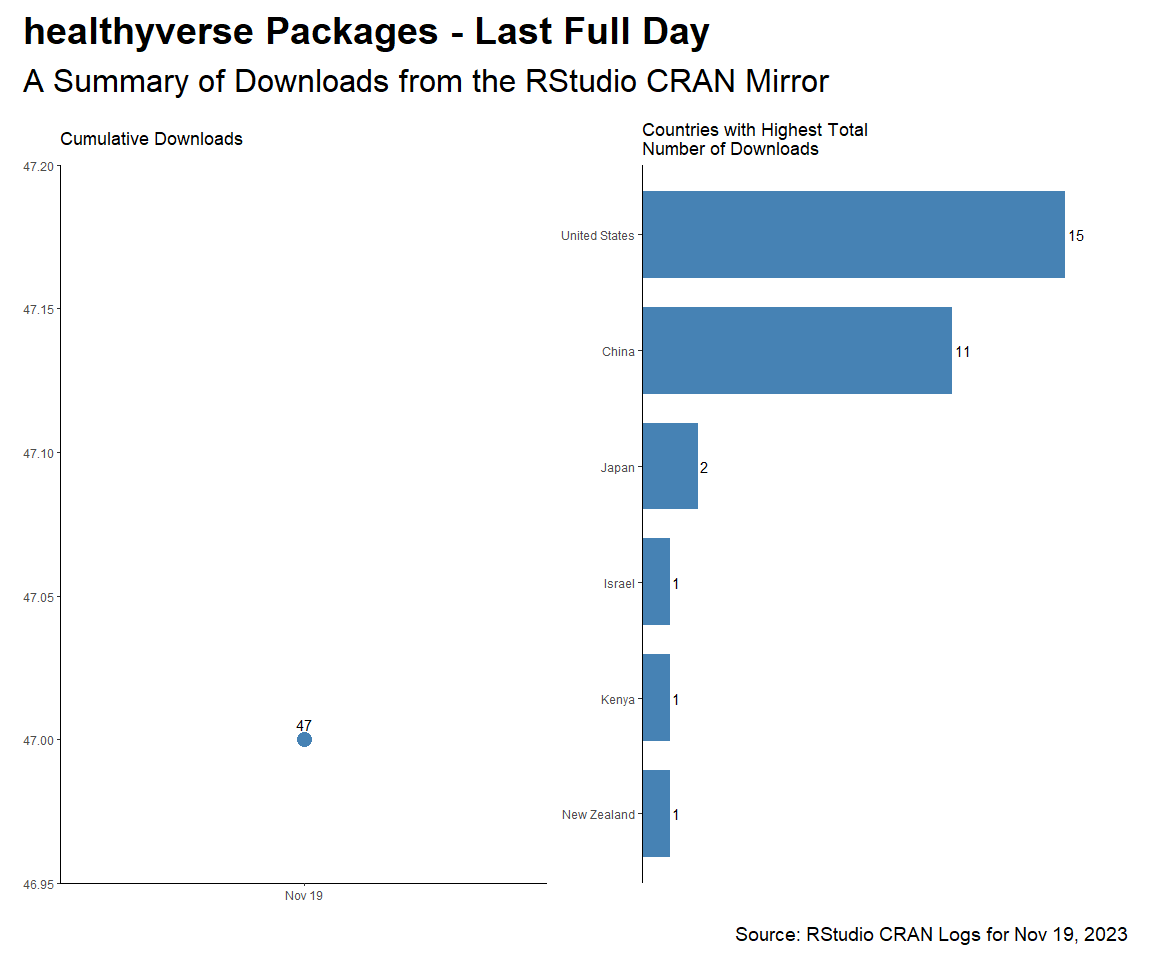 healthyverse Packages - Last Full Day
A Summary of Downloads from the RStudio CRAN Mirror
Cumulative Downloads
47.20
47.15
47.10
47.05
47.00
46.95
47
Nov 19
Countries with Highest Total
Number of Downloads
United States
15
China
11
Japan
2
Israel
1
Kenya
1
New Zealand
1
Source: RStudio CRAN Logs for Nov 19, 2023